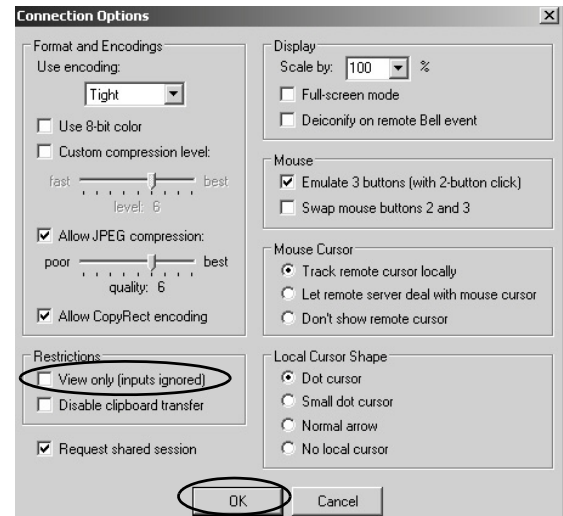 Connection Options
Format and Encodings
Use encoding:
Tight
Use 8-bit color
Custom compression level:
fast best
level: 6
Allow JPEG compression:
poor best
quality: 6
Allow CopyRect encoding
Restrictions
View only (inputs ignored)
Disable clipboard transfer
Request shared session
Display
Scale by: 100 %
Full-screen mode
Deiconify on remote Bell event
Mouse
Emulate 3 buttons (with 2-button click)
Swap mouse buttons 2 and 3
Mouse Cursor
Track remote cursor locally
Let remote server deal with mouse cursor
Don't show remote cursor
Local Cursor Shape
Dot cursor
Small dot cursor
Normal arrow
No local cursor
OK Cancel